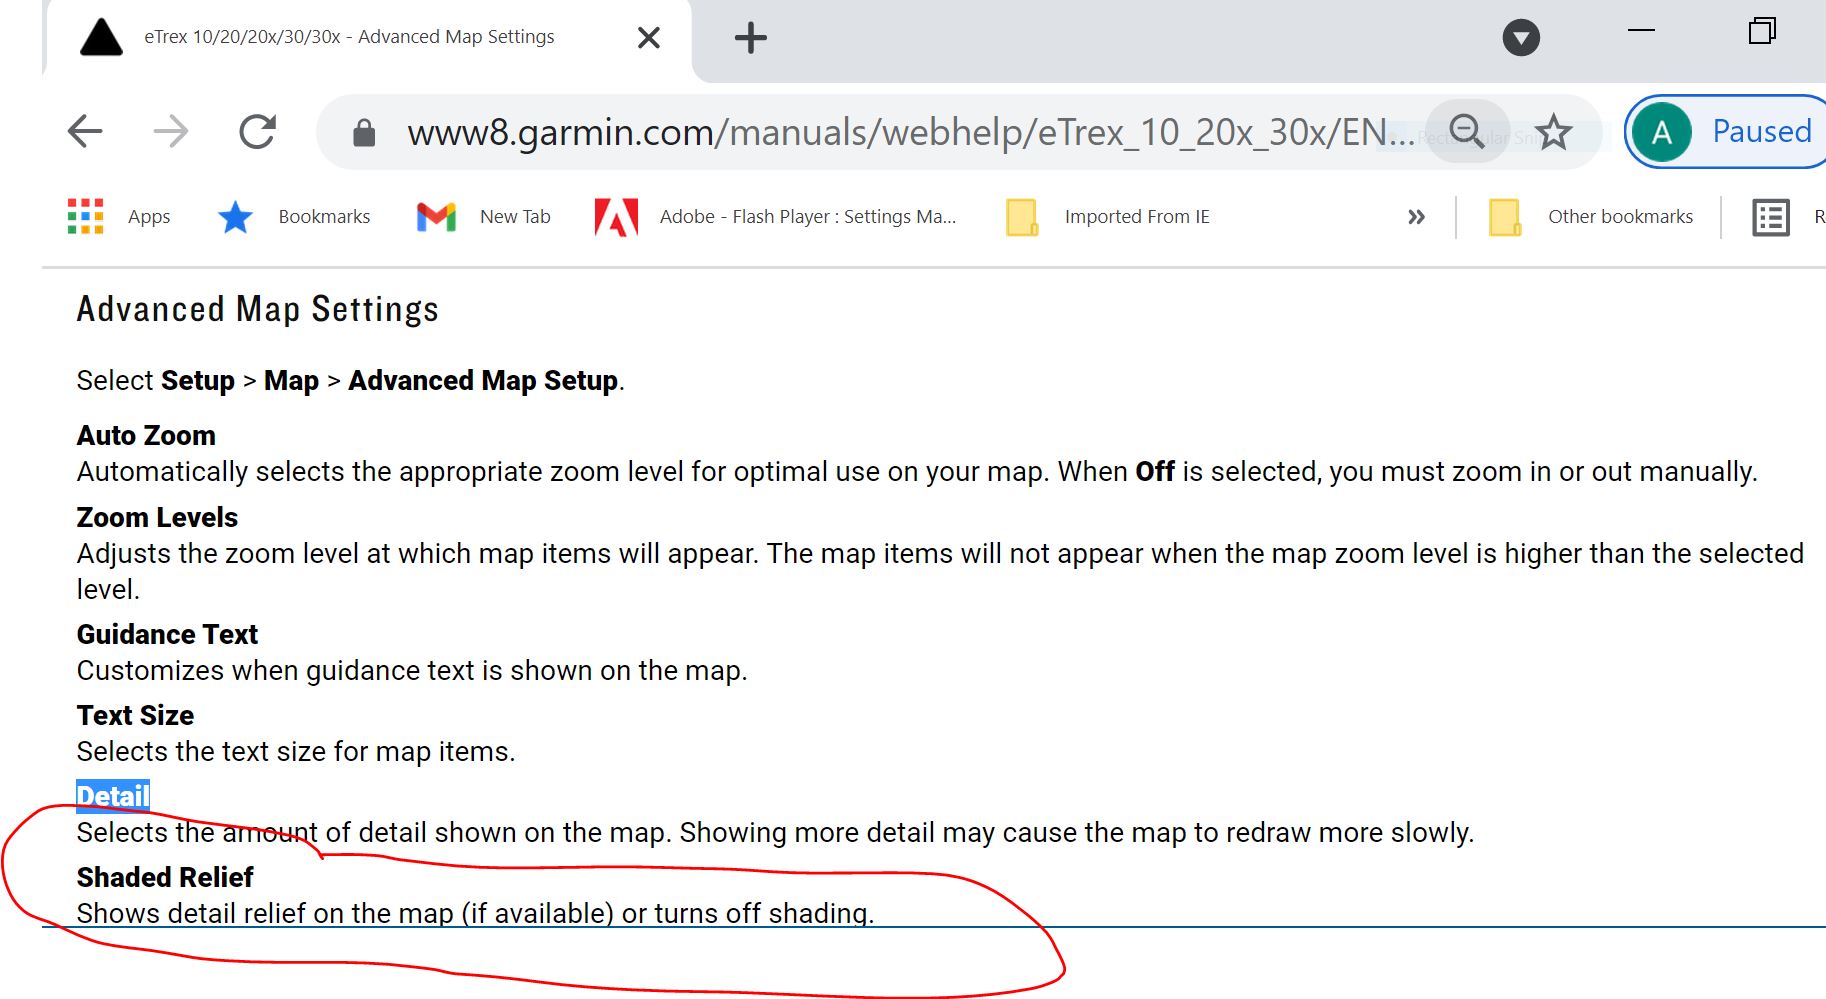 eTrex 10/20/20x/30/30x - Advanced Map Settings
www8.garmin.com/manuals/webhelp/eTrex_10_20x_30x/EN...
A Paused
Apps Bookmarks New Tab Adobe - Flash Player : Settings Ma... Imported From IE » Other bookmarks R
Advanced Map Settings
Select Setup > Map > Advanced Map Setup.
Auto Zoom
Automatically selects the appropriate zoom level for optimal use on your map. When Off is selected, you must zoom in or out manually.
Zoom Levels
Adjusts the zoom level at which map items will appear. The map items will not appear when the map zoom level is higher than the selected
level.
Guidance Text
Customizes when guidance text is shown on the map.
Text Size
Selects the text size for map items.
Detail
Selects the amount of detail shown on the map. Showing more detail may cause the map to redraw more slowly.
Shaded Relief
Shows detail relief on the map (if available) or turns off shading.